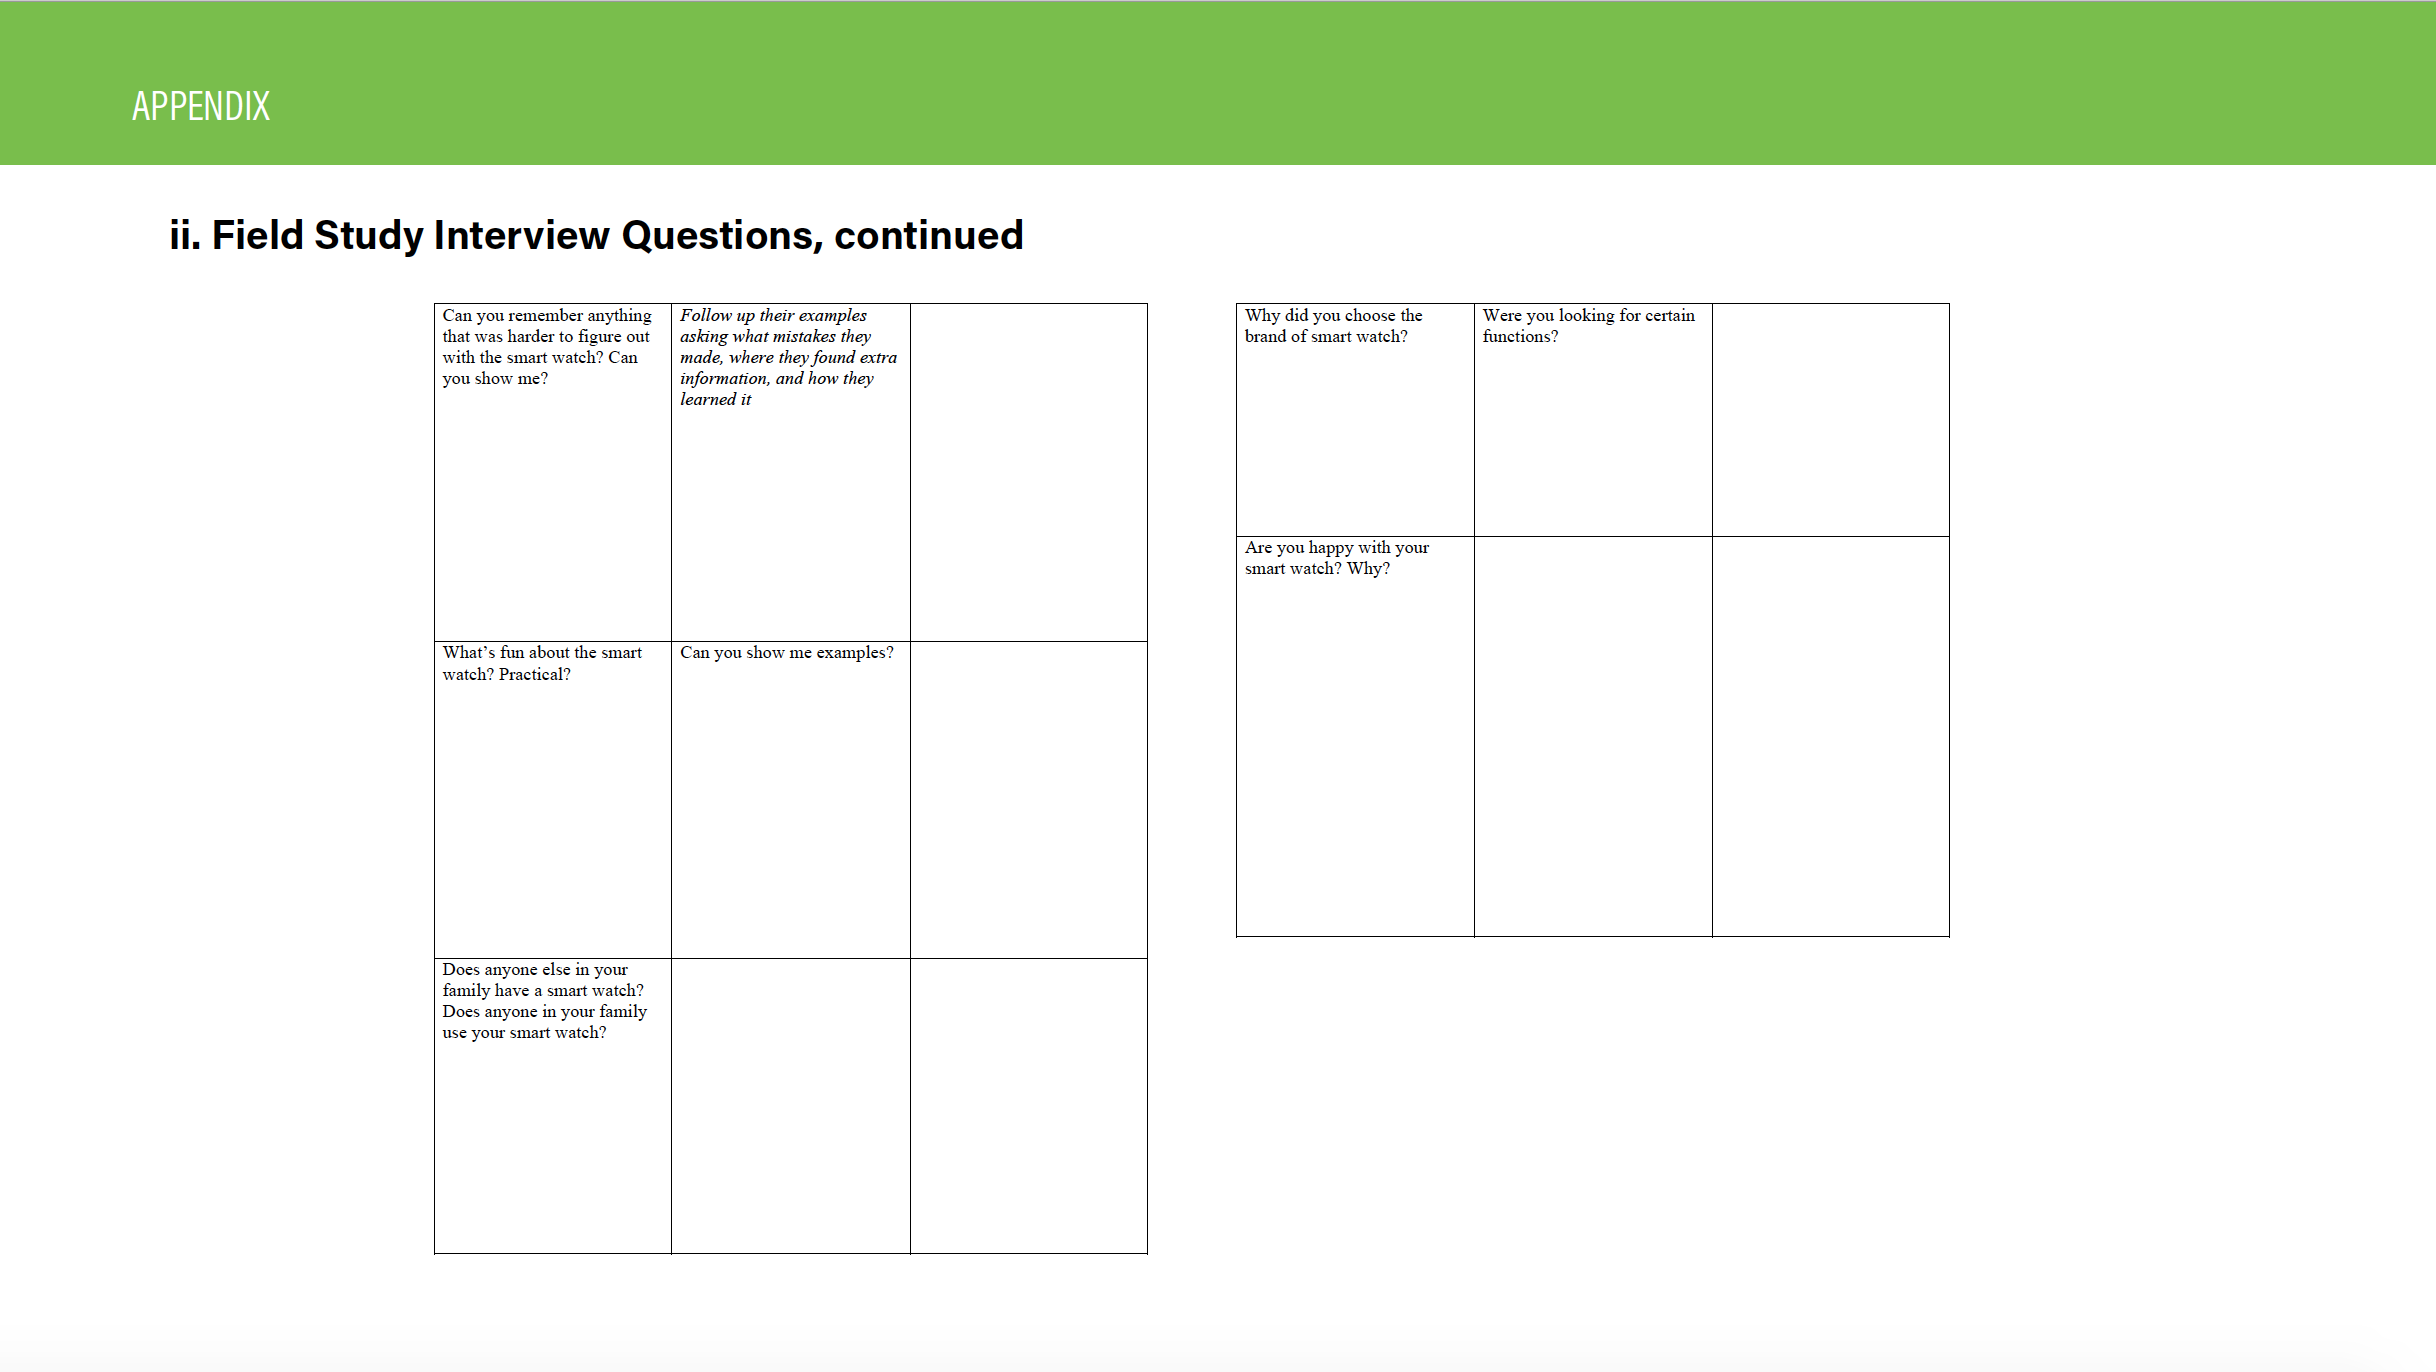 APPENDIX
ii. Field Study Interview Questions, continued
Can you remember anything
that was harder to figure out
with the smart watch? Can
you show me?
Follow up their examples
asking what mistakes they
made, where they found extra
information, and how they
learned it
What’s fun about the smart
watch? Practical?
Can you show me examples?
Does anyone else in your
family have a smart watch?
Does anyone in your family
use your smart watch?
Why did you choose the
brand of smart watch?
Were you looking for certain
functions?
Are you happy with your
smart watch? Why?